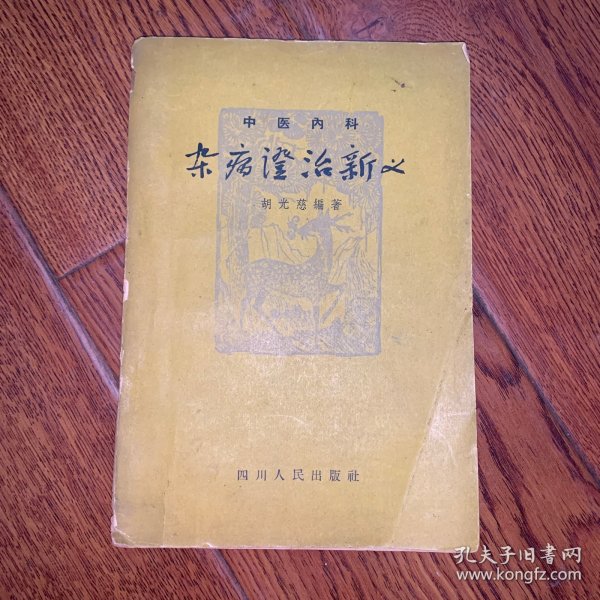 中医内科
杂病證治新义
胡光慈編著
四川人民出版社
孔夫子旧书网
www.kongfz.com